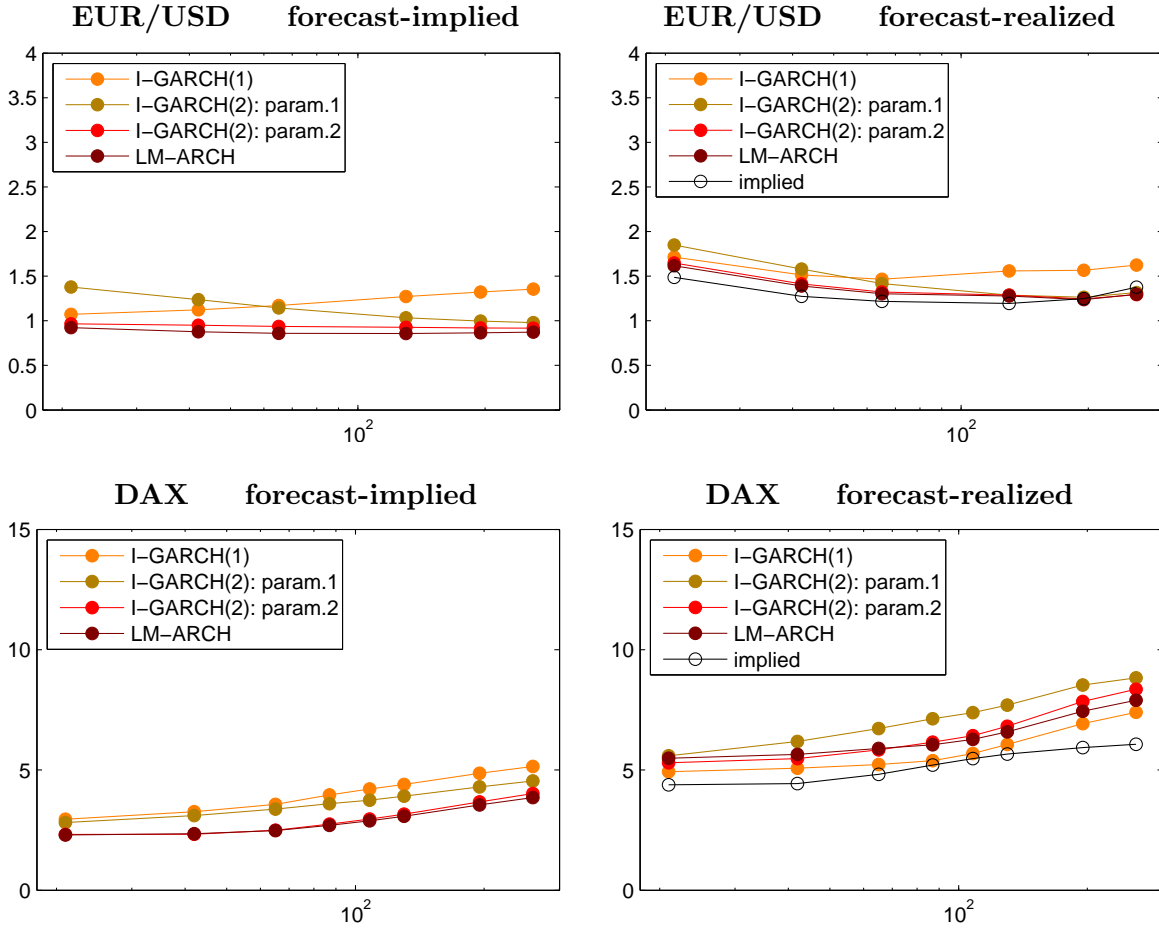 EUR/USD forecast-implied
4
3.5
3
2.5
2
1.5
1
0.5
0
I−GARCH(1)
I−GARCH(2): param.1
I−GARCH(2): param.2
LM−ARCH
10²
EUR/USD forecast-realized
4
3.5
3
2.5
2
1.5
1
0.5
0
I−GARCH(1)
I−GARCH(2): param.1
I−GARCH(2): param.2
LM−ARCH
implied
10²
DAX forecast-implied
15
10
5
0
I−GARCH(1)
I−GARCH(2): param.1
I−GARCH(2): param.2
LM−ARCH
10²
DAX forecast-realized
15
10
5
0
I−GARCH(1)
I−GARCH(2): param.1
I−GARCH(2): param.2
LM−ARCH
implied
10²